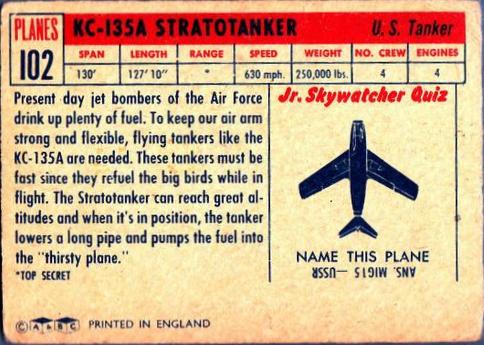 PLANES
102
KC-135A STRATOTANKER U. S. Tanker
SPAN LENGTH RANGE SPEED WEIGHT NO. CREW ENGINES
130' 127' 10" * 630 mph. 250,000 lbs. 4 4
Present day jet bombers of the Air Force
drink up plenty of fuel. To keep our air arm
strong and flexible, flying tankers like the
KC-135A are needed. These tankers must be
fast since they refuel the big birds while in
flight. The Stratotanker can reach great al-
titudes and when it's in position, the tanker
lowers a long pipe and pumps the fuel into
the "thirsty plane."
*TOP SECRET
Jr. Skywatcher Quiz
NAME THIS PLANE
ANS. MIG15 — USSR
© A&BC PRINTED IN ENGLAND